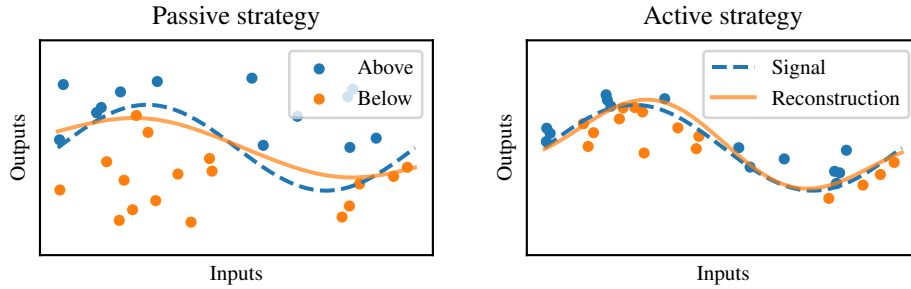 Passive strategy
Above
Below
Outputs
Inputs
Active strategy
Signal
Reconstruction
Outputs
Inputs